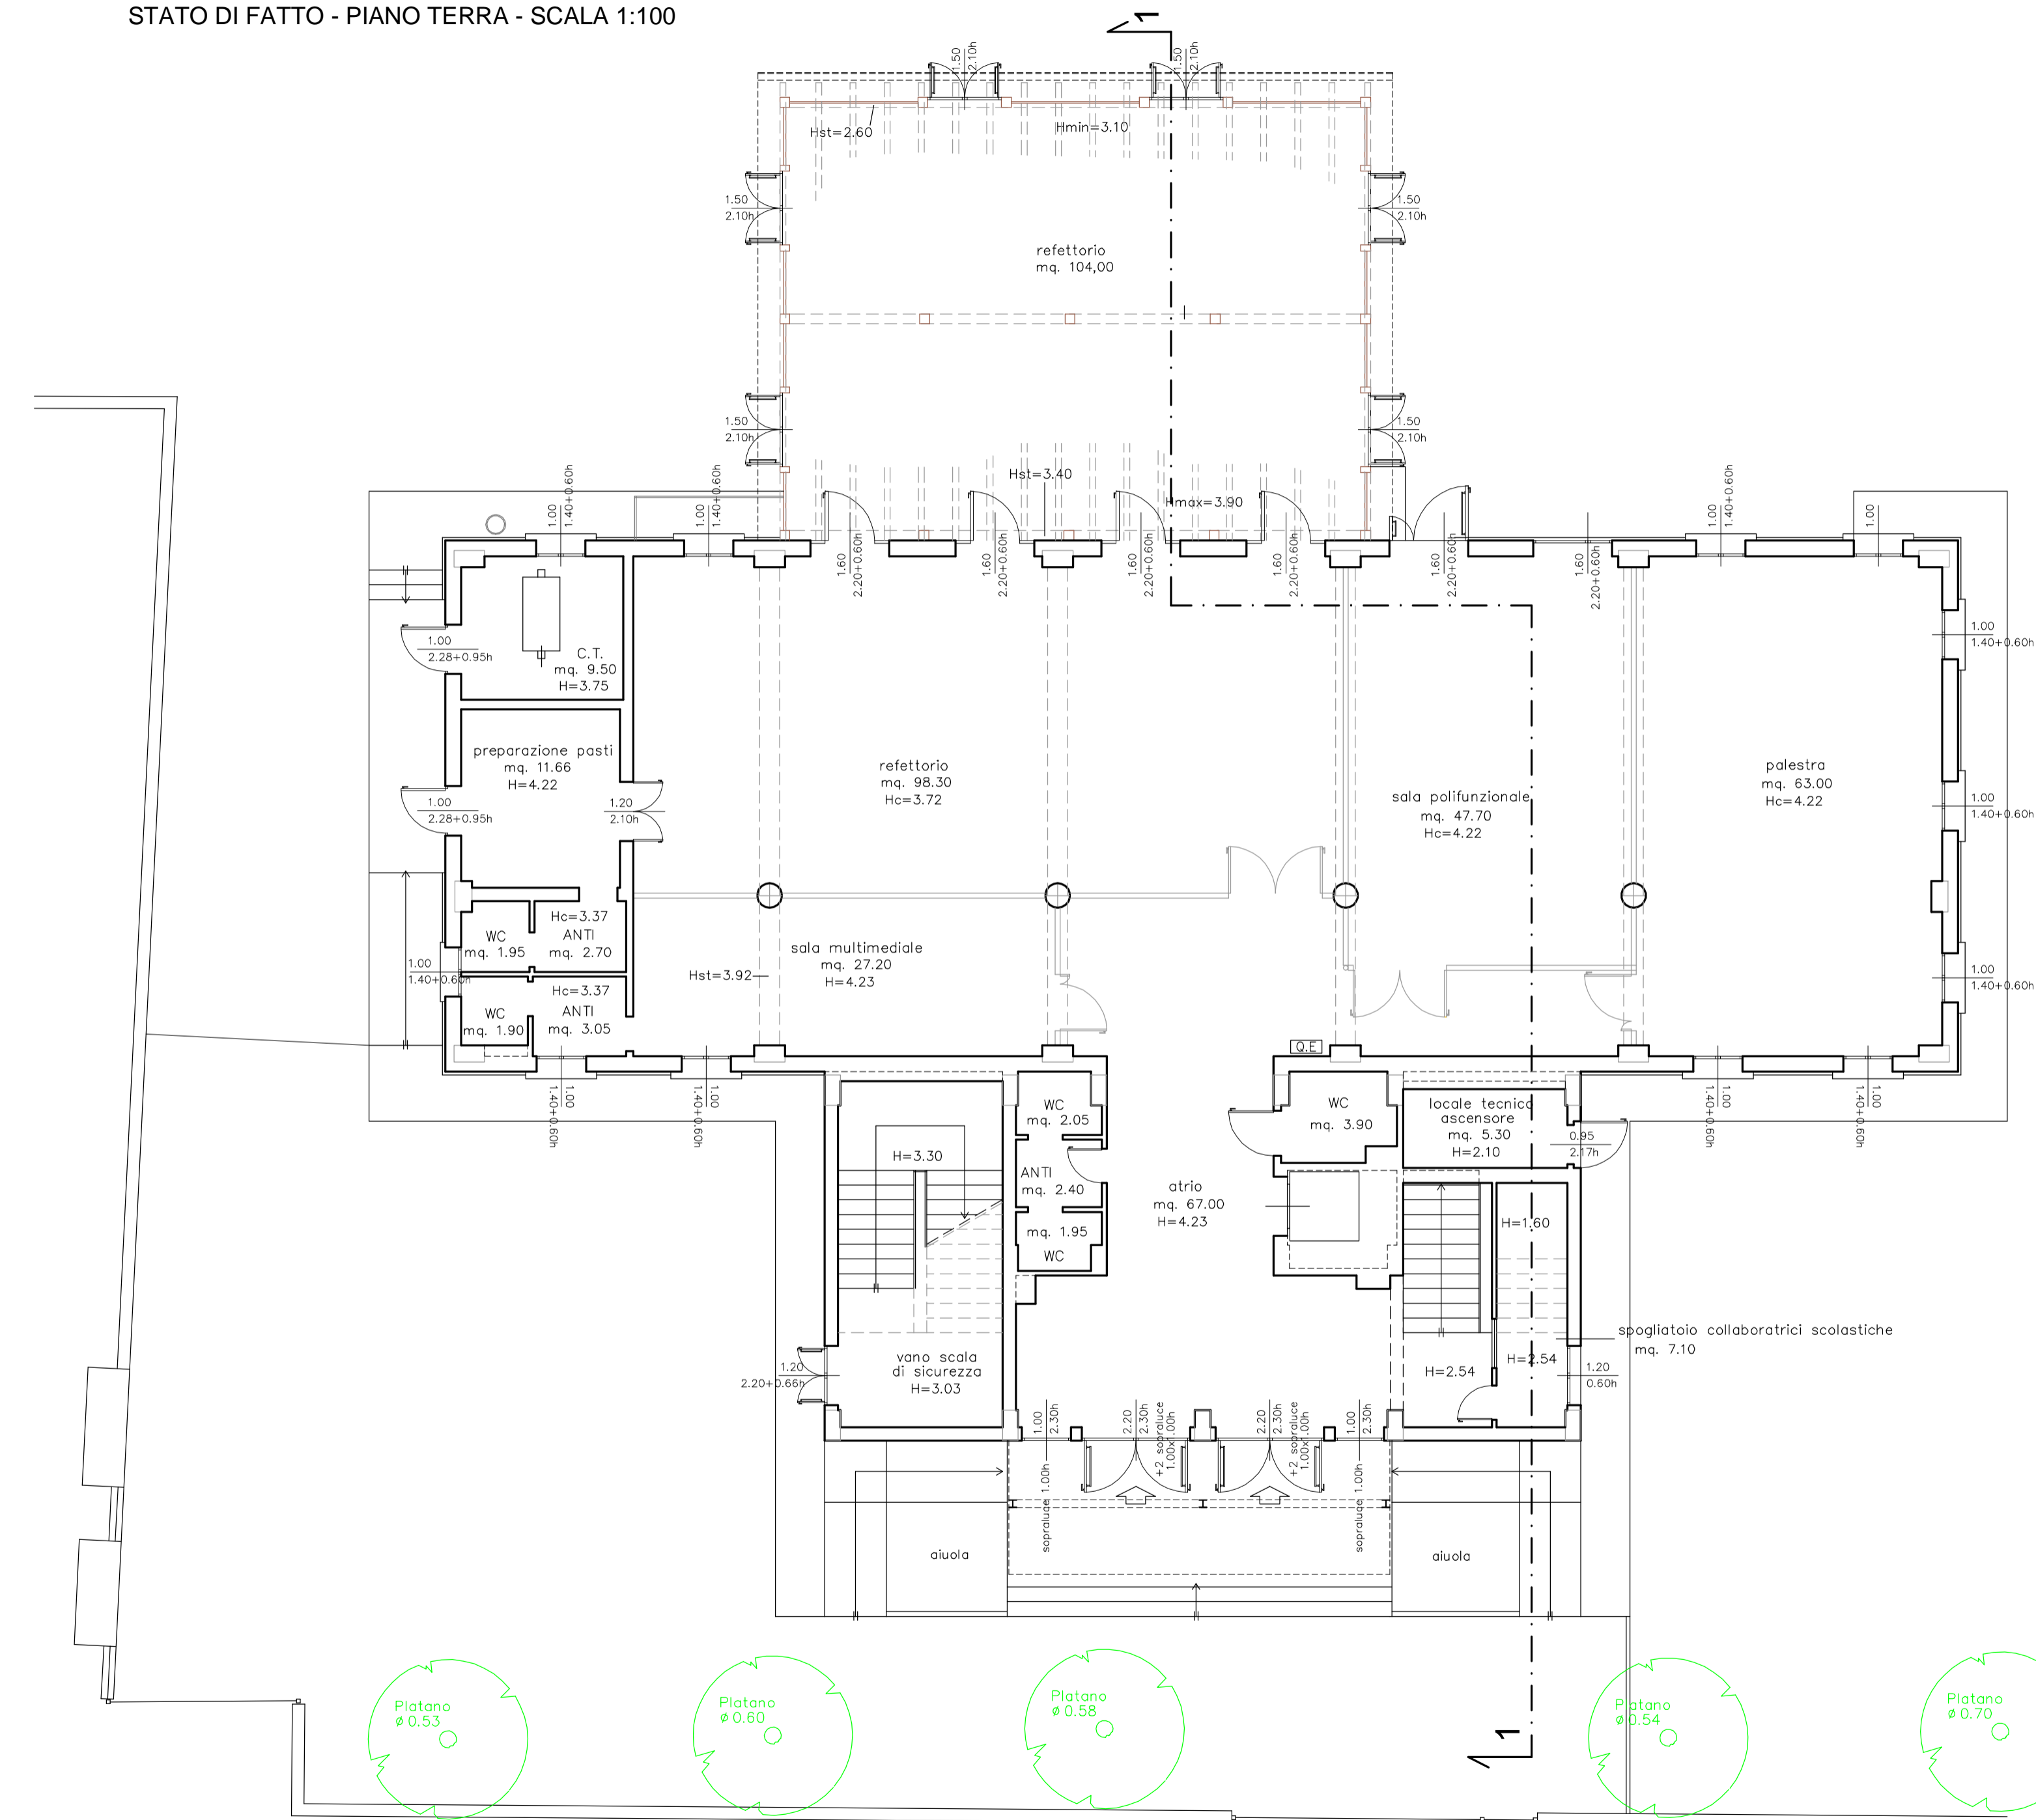 STATO DI FATTO - PIANO TERRA - SCALA 1:100
1
1.50
2.10h
1.50
2.10h
Hst=2.60
Hmin=3.10
1.50
2.10h
1.50
2.10h
refettorio
mq. 104,00
1.50
2.10h
1.50
2.10h
Hst=3.40
Hmax=3.90
1.00
1.40+0.60h
1.00
1.40+0.60h
1.00
1.40+0.60h
1.00
1.60
2.20+0.60h
1.60
2.20+0.60h
1.60
2.20+0.60h
1.60
2.20+0.60h
1.60
2.20+0.60h
1.60
2.20+0.60h
1.00
2.28+0.95h
C.T.
mq. 9.50
H=3.75
1.00
1.40+0.60h
preparazione pasti
mq. 11.66
H=4.22
1.00
2.28+0.95h
1.20
2.10h
refettorio
mq. 98.30
Hc=3.72
sala polifunzionale
mq. 47.70
Hc=4.22
palestra
mq. 63.00
Hc=4.22
1.00
1.40+0.60h
Hc=3.37
ANTI
mq. 2.70
WC
mq. 1.95
1.00
1.40+0.60h
Hc=3.37
ANTI
mq. 3.05
WC
mq. 1.90
sala multimediale
mq. 27.20
H=4.23
Hst=3.92
1.00
1.40+0.60h
Q.E
1.00
1.40+0.60h
1.00
1.40+0.60h
1.00
1.40+0.60h
1.00
1.40+0.60h
WC
mq. 2.05
WC
mq. 3.90
locale tecnico
ascensore
mq. 5.30
H=2.10
0.95
2.17h
H=3.30
ANTI
mq. 2.40
atrio
mq. 67.00
H=4.23
mq. 1.95
WC
H=1.60
spogliatoio collaboratrici scolastiche
mq. 7.10
vano scala
di sicurezza
H=3.03
1.20
2.20+0.66h
H=2.54
H=2.54
1.20
0.60h
1.00
2.30h
sopraluce 1.00h
2.20
2.30h
+2 sopraluce
1.00x1.00h
2.20
2.30h
+2 sopraluce
1.00x1.00h
1.00
2.30h
sopraluce 1.00h
aiuola
aiuola
Platano
ø 0.53
Platano
ø 0.60
Platano
ø 0.58
Platano
ø 0.54
Platano
ø 0.70
1